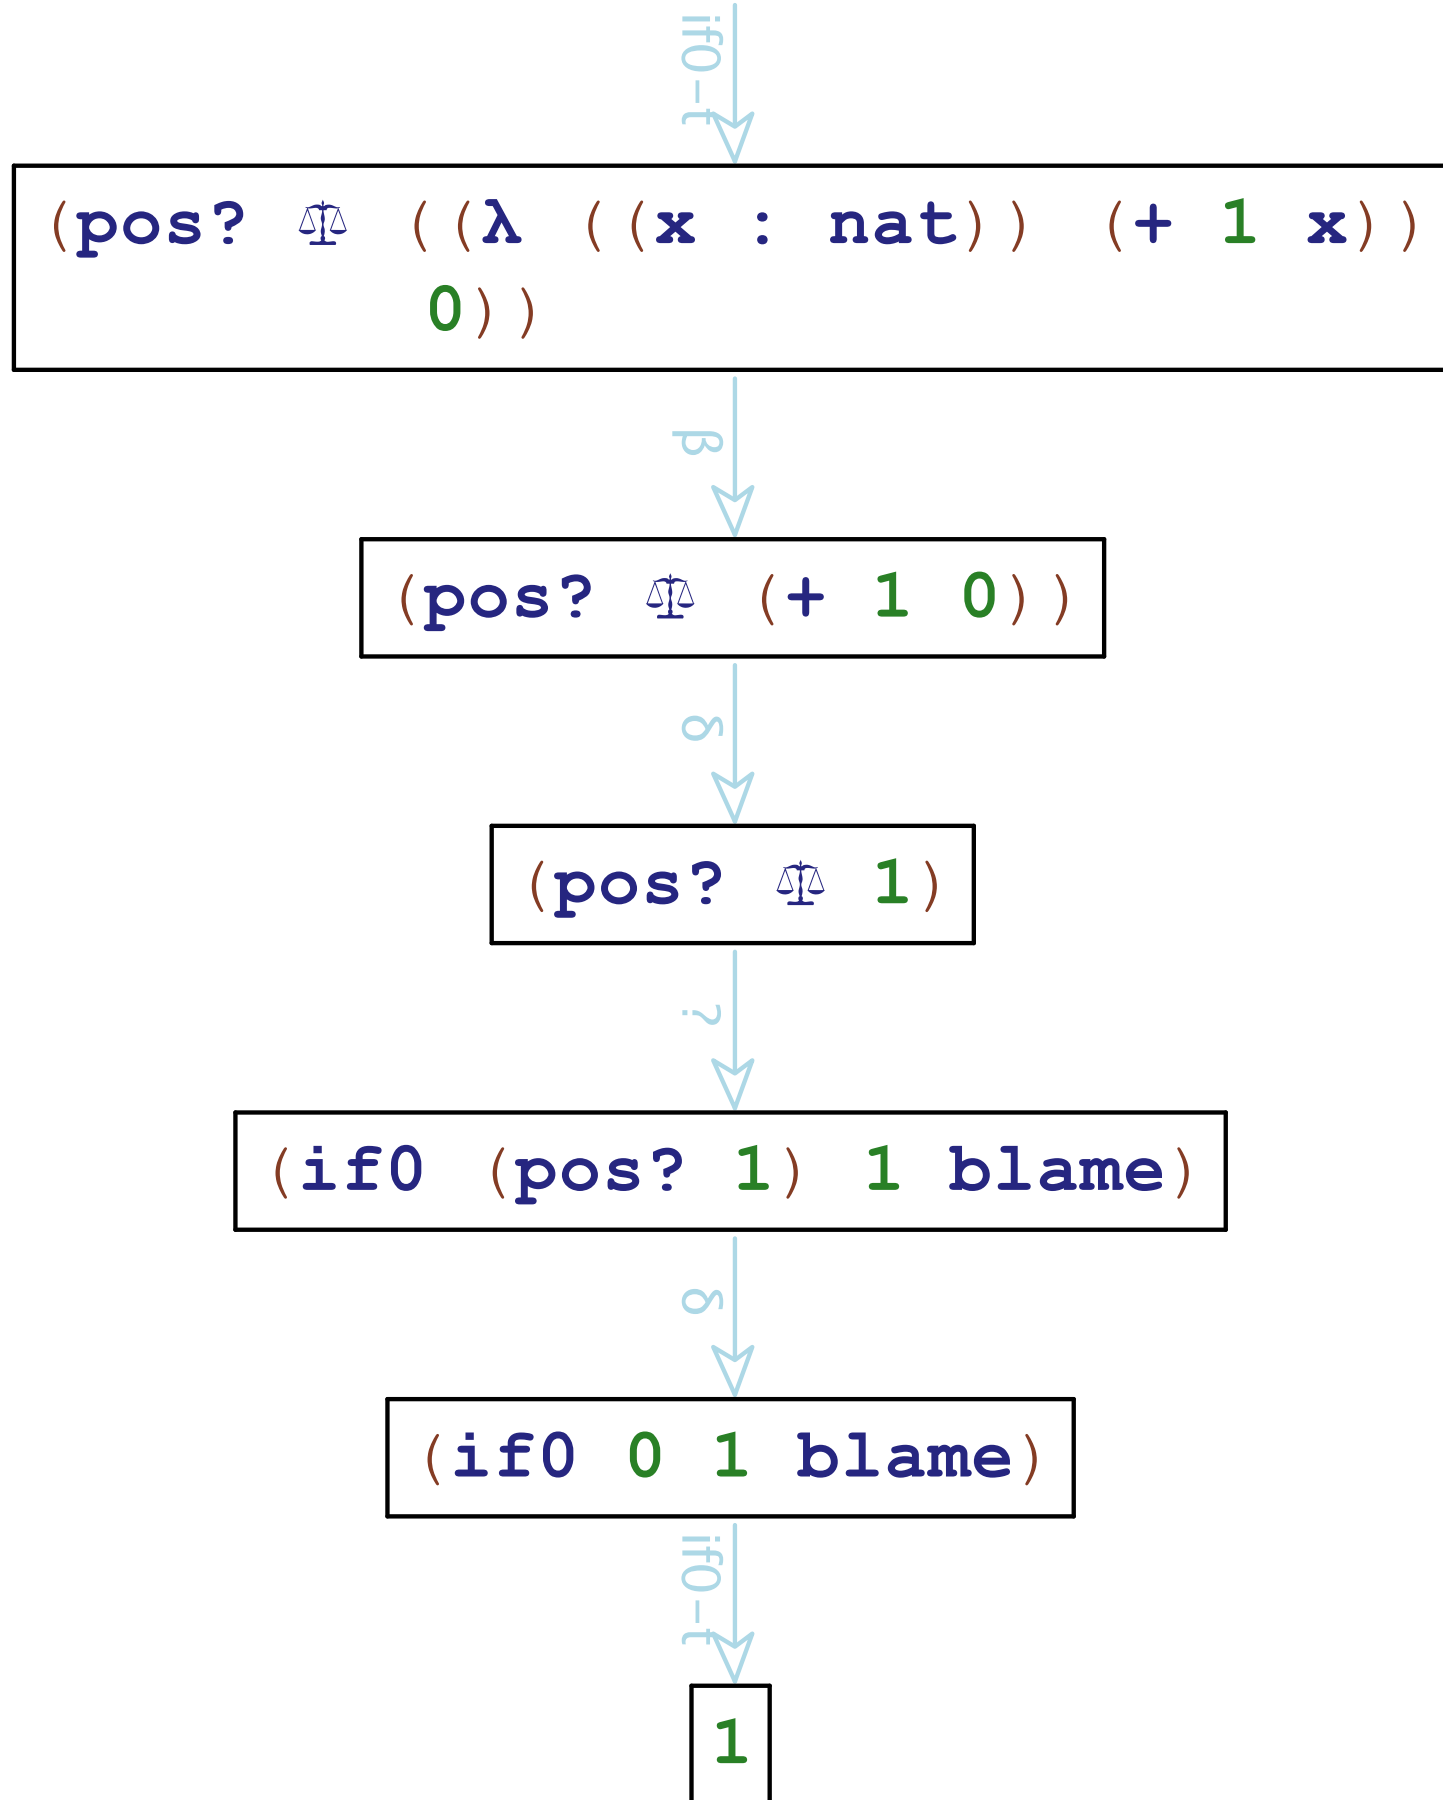 if0-t
(pos? ⚖ ((λ ((x : nat)) (+ 1 x))
0))
β
(pos? ⚖ (+ 1 0))
δ
(pos? ⚖ 1)
?
(if0 (pos? 1) 1 blame)
δ
(if0 0 1 blame)
if0-t
1